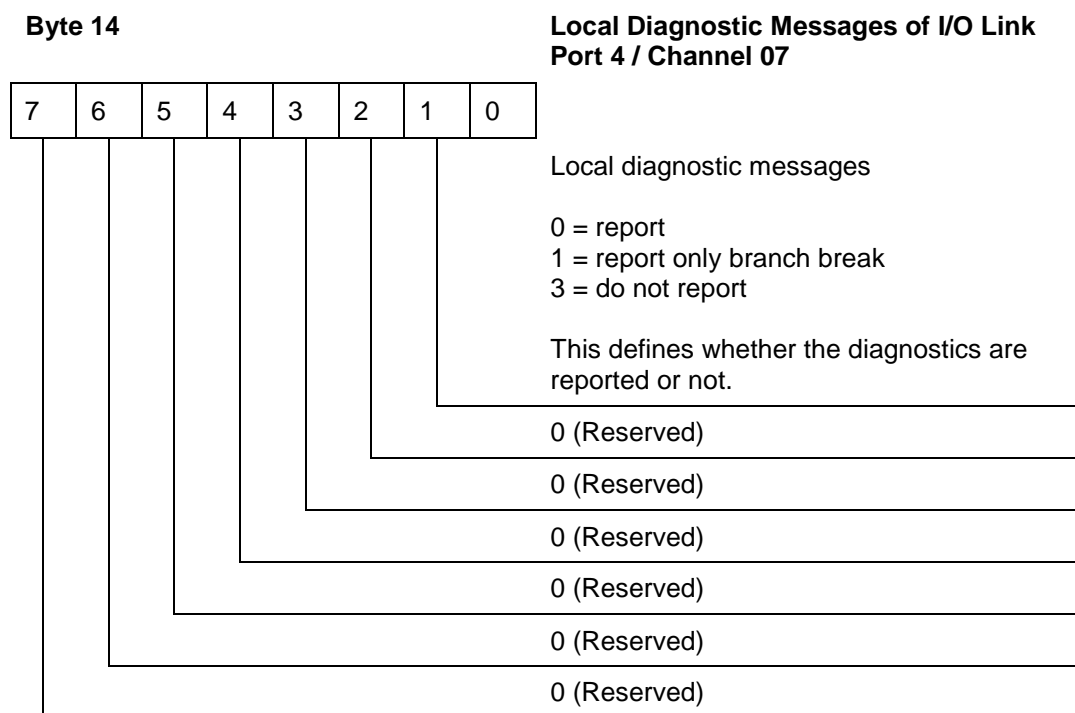 Byte 14
Local Diagnostic Messages of I/O Link
Port 4 / Channel 07
7 6 5 4 3 2 1 0
Local diagnostic messages
0 = report
1 = report only branch break
3 = do not report
This defines whether the diagnostics are
reported or not.
0 (Reserved)
0 (Reserved)
0 (Reserved)
0 (Reserved)
0 (Reserved)
0 (Reserved)